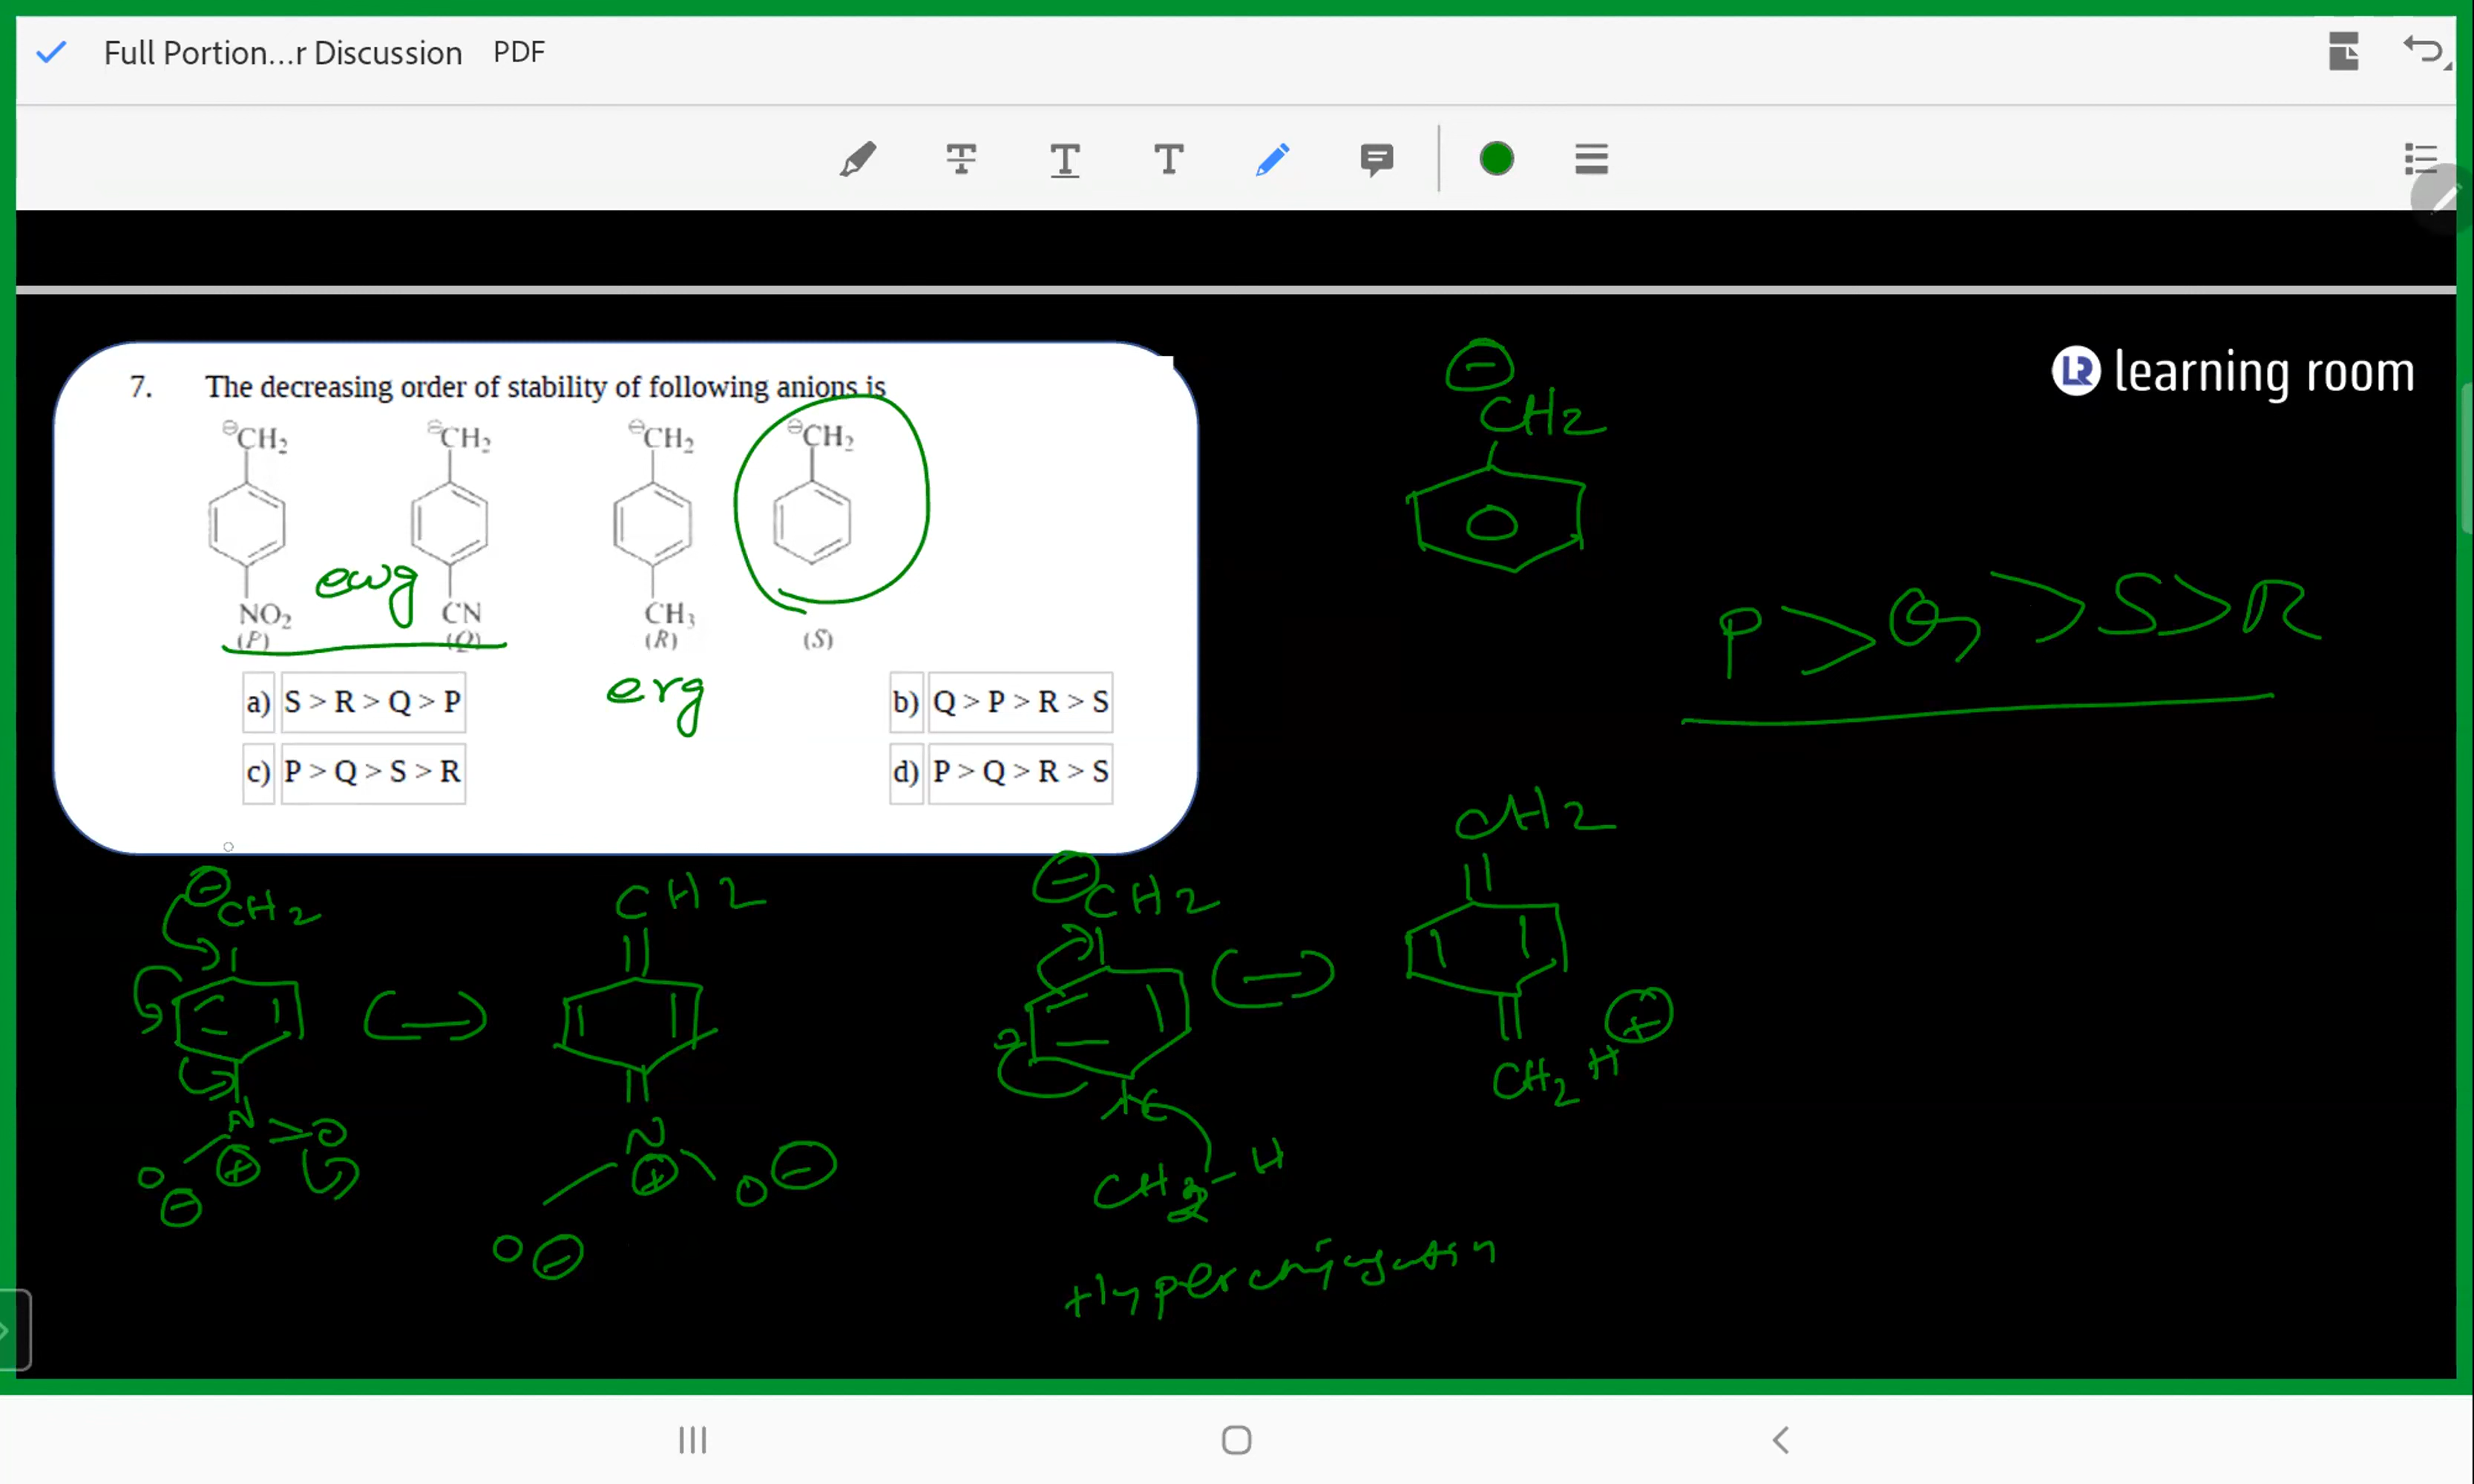 Full Portion...r Discussion PDF
learning room
7. The decreasing order of stability of following anions is
⊖CH₂ ⊖CH₂ ⊖CH₂ ⊖CH₂
ewg
NO₂ CN CH₃
(P) (Q) (R) (S)
erg
a) S > R > Q > P b) Q > P > R > S
c) P > Q > S > R d) P > Q > R > S
⊖
CH2
P > Q > S > R
⊖CH2 CH2 ⊖CH2 CH2
N⊕ O
O⊖
N⊕ O⊖
O⊖
CH2-H
CH2 H⊕
Hyperconjugation